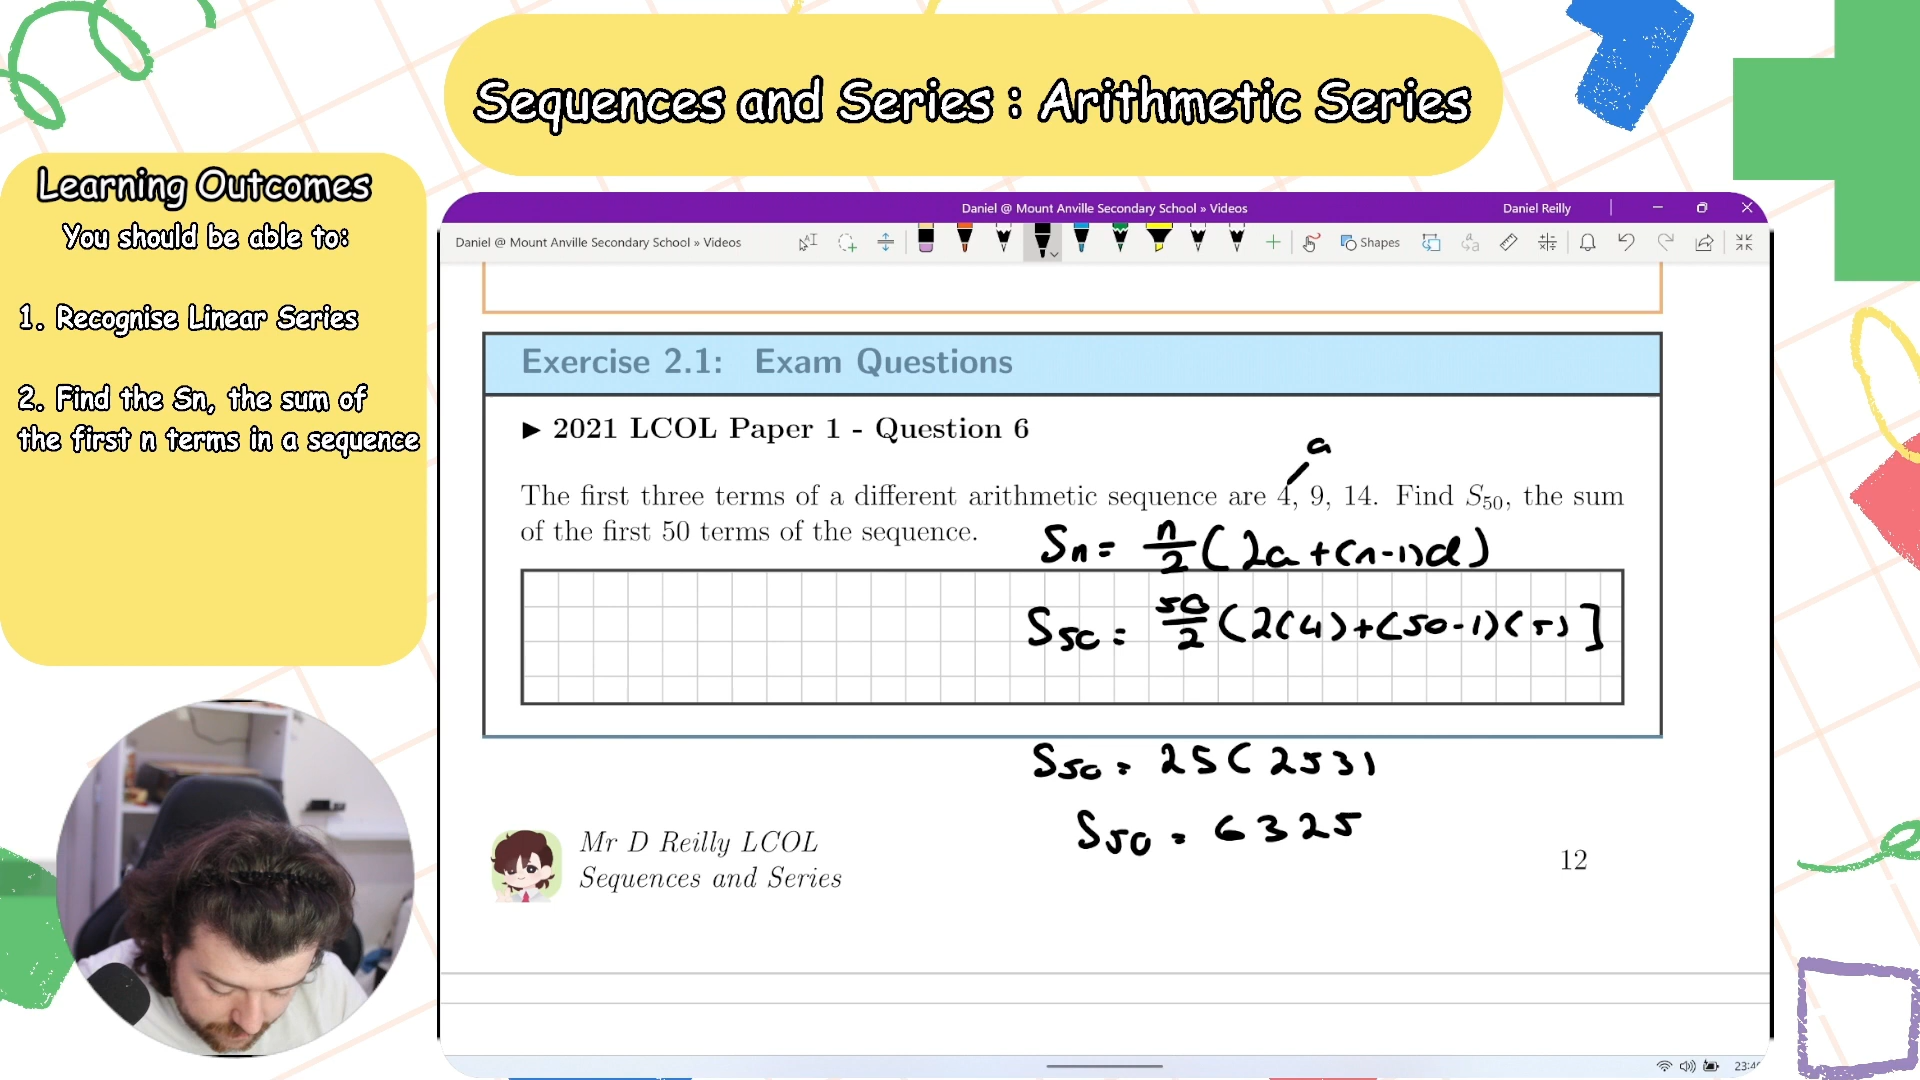 Sequences and Series : Arithmetic Series
Learning Outcomes
You should be able to:
1. Recognise Linear Series
2. Find the Sn, the sum of
the first n terms in a sequence
Daniel @ Mount Anville Secondary School » Videos
Daniel Reilly
Daniel @ Mount Anville Secondary School » Videos
Shapes
Exercise 2.1: Exam Questions
▶ 2021 LCOL Paper 1 - Question 6
a
The first three terms of a different arithmetic sequence are 4, 9, 14. Find S₅₀, the sum
of the first 50 terms of the sequence.
Sn = n/2 ( 2a + (n-1)d )
S50 = 50/2 ( 2(4) + (50-1)(5) ]
S50 = 25( 253)
S50 = 6325
Mr D Reilly LCOL
Sequences and Series
12